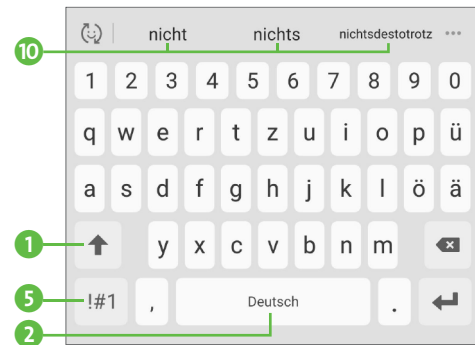 nicht nichts nichtsdestotrotz
10
1 2 3 4 5 6 7 8 9 0
q w e r t z u i o p ü
a s d f g h j k l ö ä
1 y x c v b n m
5 !#1 , Deutsch .
2